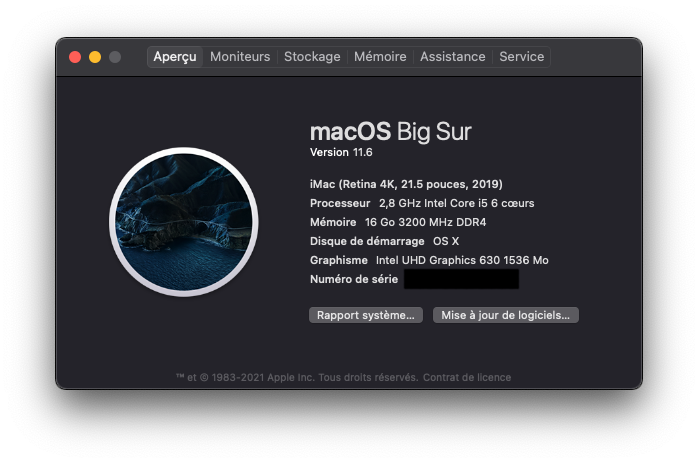 Aperçu Moniteurs Stockage Mémoire Assistance Service
macOS Big Sur
Version 11.6
iMac (Retina 4K, 21.5 pouces, 2019)
Processeur 2,8 GHz Intel Core i5 6 cœurs
Mémoire 16 Go 3200 MHz DDR4
Disque de démarrage OS X
Graphisme Intel UHD Graphics 630 1536 Mo
Numéro de série
Rapport système... Mise à jour de logiciels...
™ et © 1983-2021 Apple Inc. Tous droits réservés. Contrat de licence